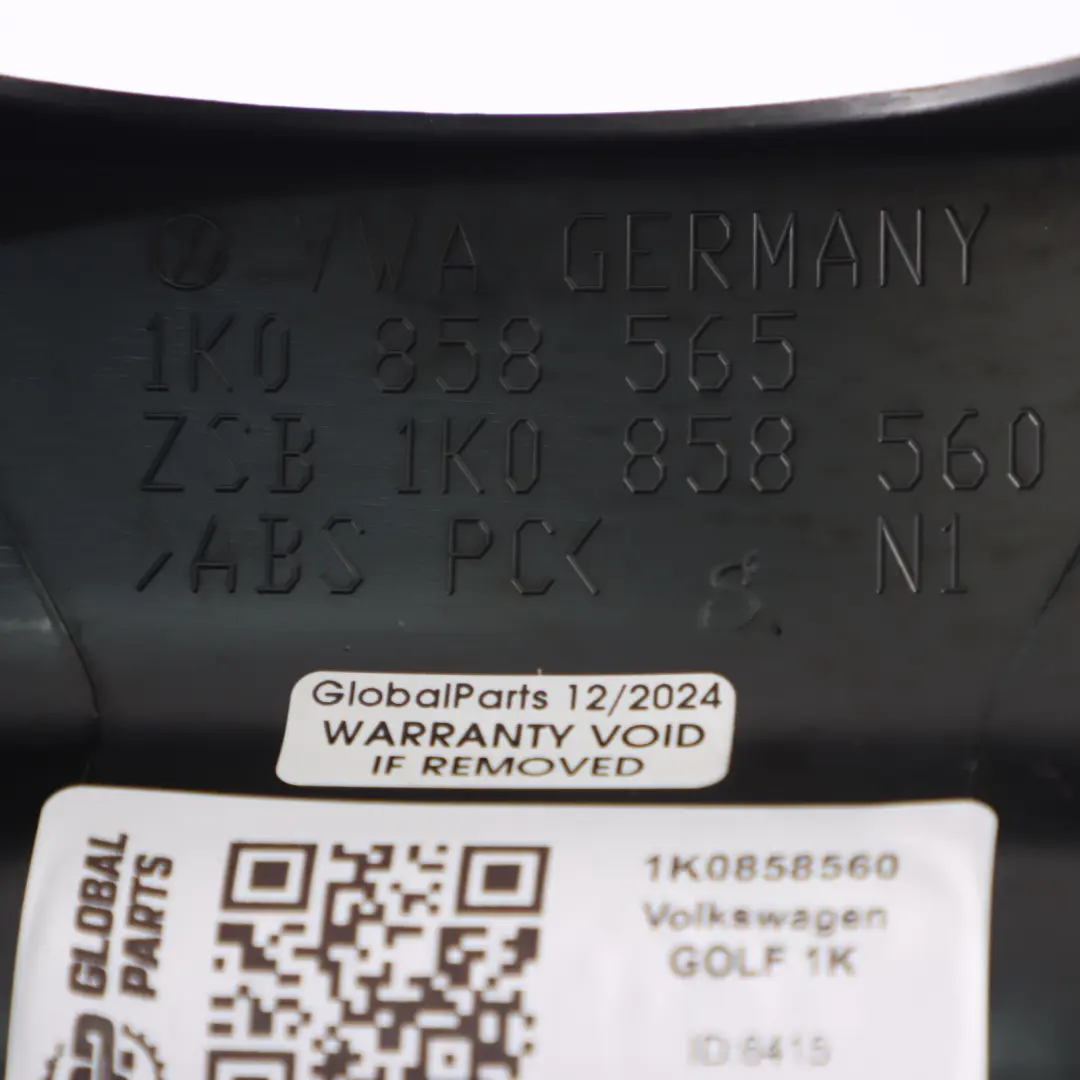 VWA GERMANY
1K0 858 565
ZSB 1K0 858 560
>ABS PC< 8 N1
GlobalParts 12/2024
WARRANTY VOID
IF REMOVED
GLOBAL
PARTS
1K0858560
Volkswagen
GOLF 1K
ID:6415